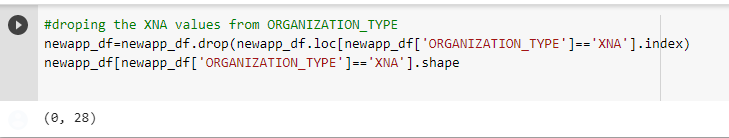 #droping the XNA values from ORGANIZATION_TYPE
newapp_df=newapp_df.drop(newapp_df.loc[newapp_df['ORGANIZATION_TYPE']=='XNA'].index)
newapp_df[newapp_df['ORGANIZATION_TYPE']=='XNA'].shape
(0, 28)